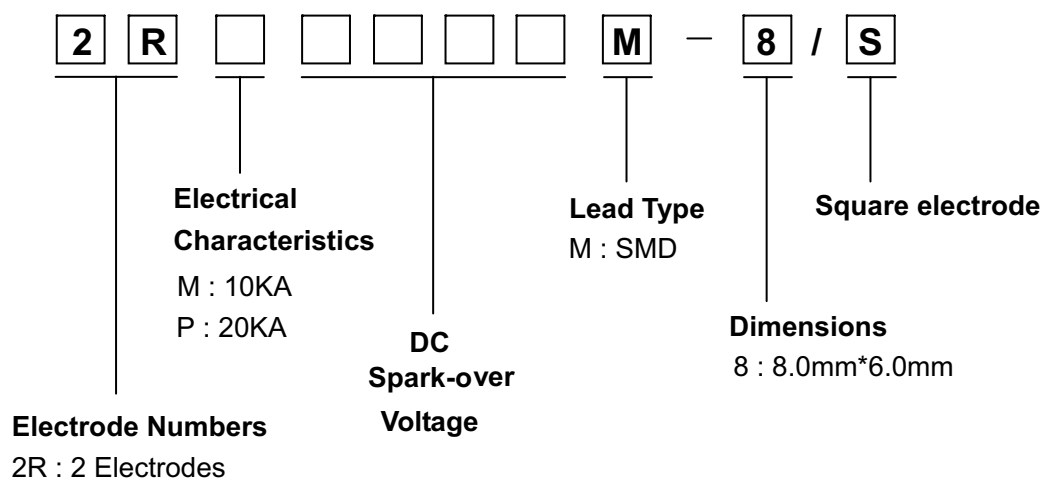 2 R M – 8 / S
Electrical
Characteristics
M : 10KA
P : 20KA
Lead Type
M : SMD
Square electrode
DC
Spark-over
Voltage
Dimensions
8 : 8.0mm*6.0mm
Electrode Numbers
2R : 2 Electrodes